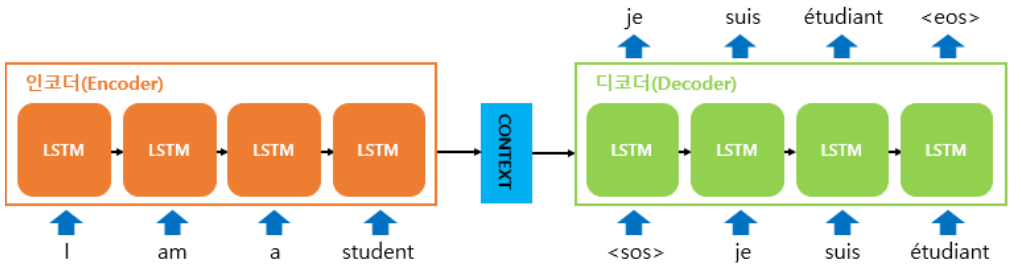 je suis étudiant <eos>
인코더(Encoder)
LSTM LSTM LSTM LSTM
CONTEXT
디코더(Decoder)
LSTM LSTM LSTM LSTM
I am a student
<sos> je suis étudiant